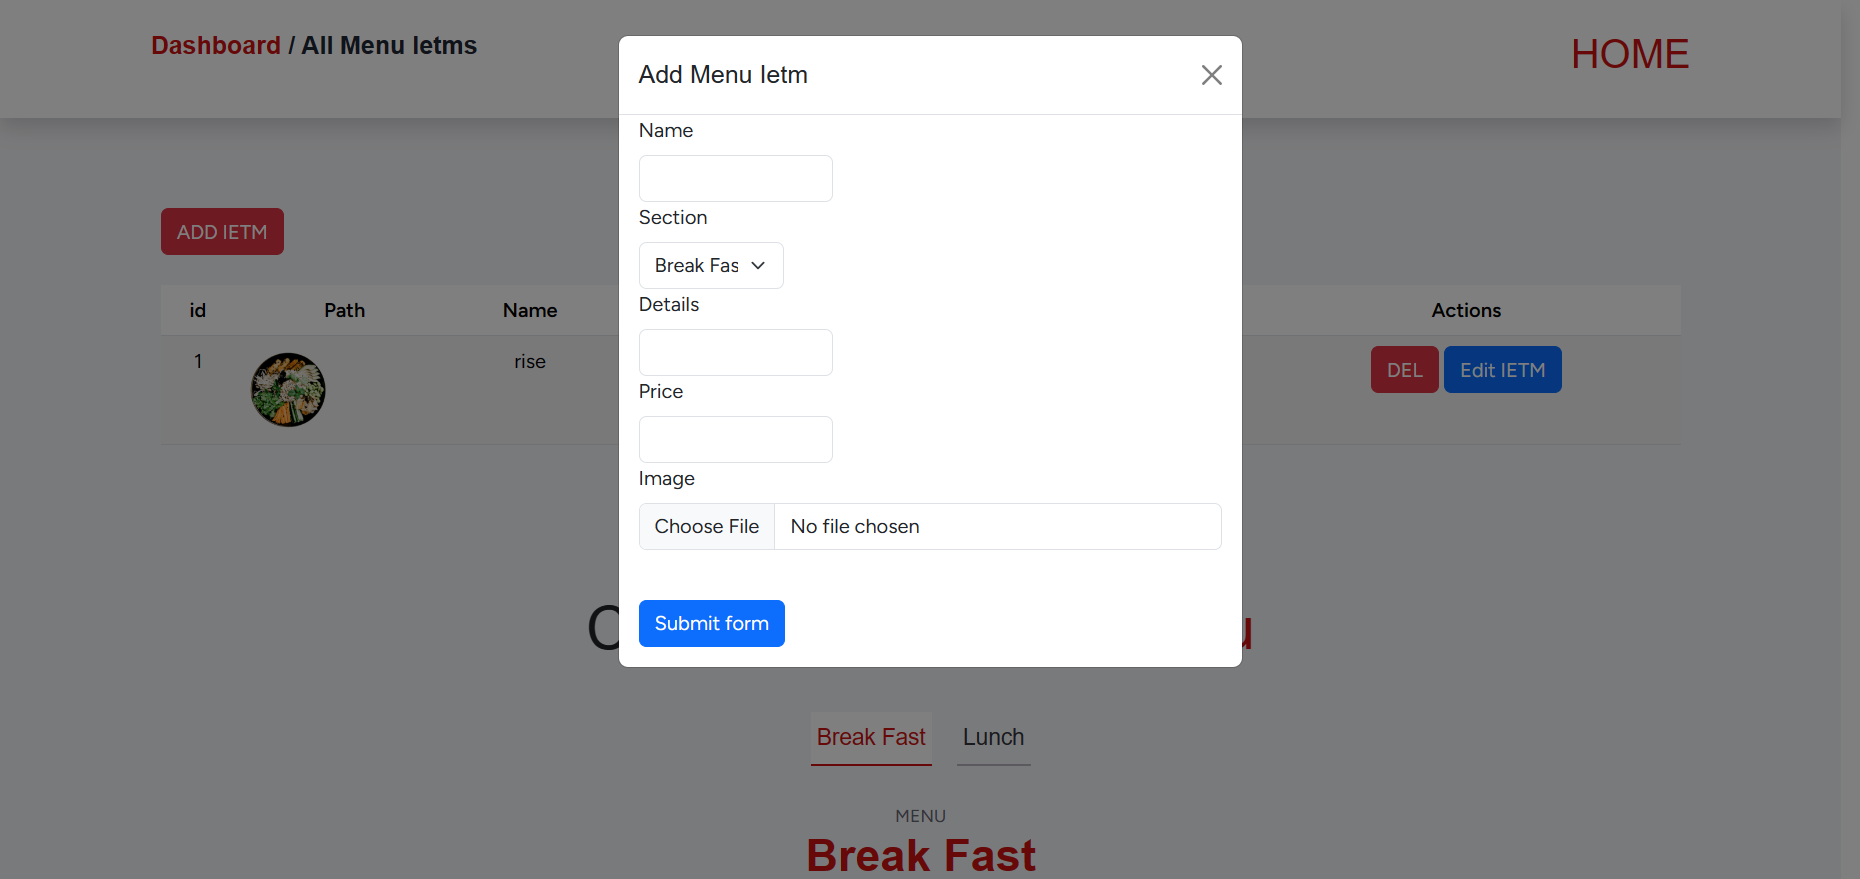 Dashboard / All Menu Ietms
HOME
Add Menu Ietm
Name
Section
Break Fas
Details
Price
Image
Choose File No file chosen
Submit form
ADD IETM
id Path Name Actions
1 rise DEL Edit IETM
Break Fast Lunch
MENU
Break Fast